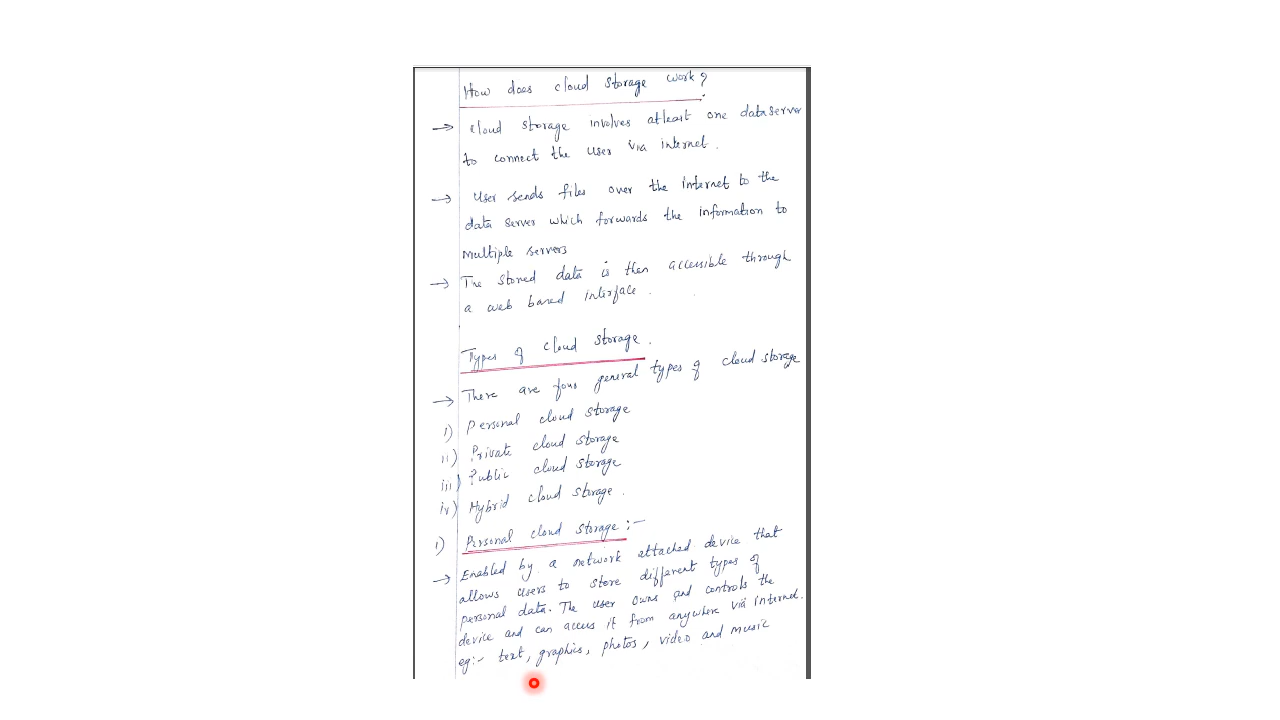 How does cloud storage work?
→ cloud storage involves atleast one dataserver
to connect the user via internet.
→ User sends files over the internet to the
data server which forwards the information to
multiple servers
→ The stored data is then accessible through
a web based interface.
Types of cloud storage.
→ There are four general types of cloud storage
i) Personal cloud storage
ii) Private cloud storage
iii) Public cloud storage
iv) Hybrid cloud storage.
i) Personal cloud storage :-
→ Enabled by a network attached device that
allows users to store different types of
personal data. The user owns and controls the
device and can access it from anywhere via internet.
eg:- text, graphics, photos, video and music